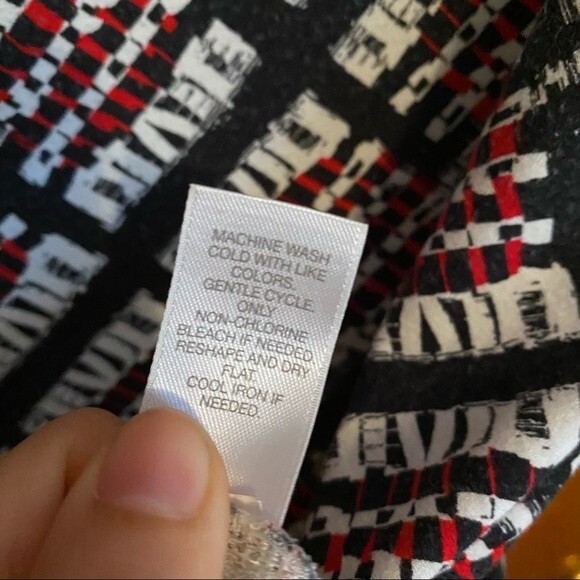 MACHINE WASH
COLD WITH LIKE
COLORS.
GENTLE CYCLE.
ONLY
NON-CHLORINE
BLEACH IF NEEDED.
RESHAPE AND DRY
FLAT
COOL IRON IF
NEEDED.